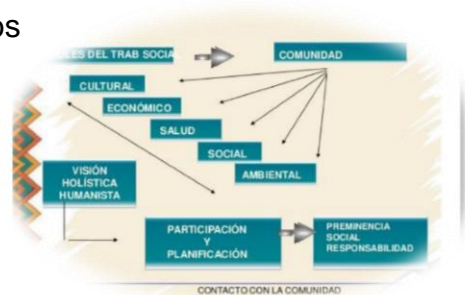 os
LES DEL TRAB SOCIA
COMUNIDAD
CULTURAL
ECONÓMICO
SALUD
SOCIAL
AMBIENTAL
VISIÓN
HOLÍSTICA
HUMANISTA
PARTICIPACIÓN
Y
PLANIFICACIÓN
PREMINENCIA
SOCIAL
RESPONSABILIDAD
CONTACTO CON LA COMUNIDAD